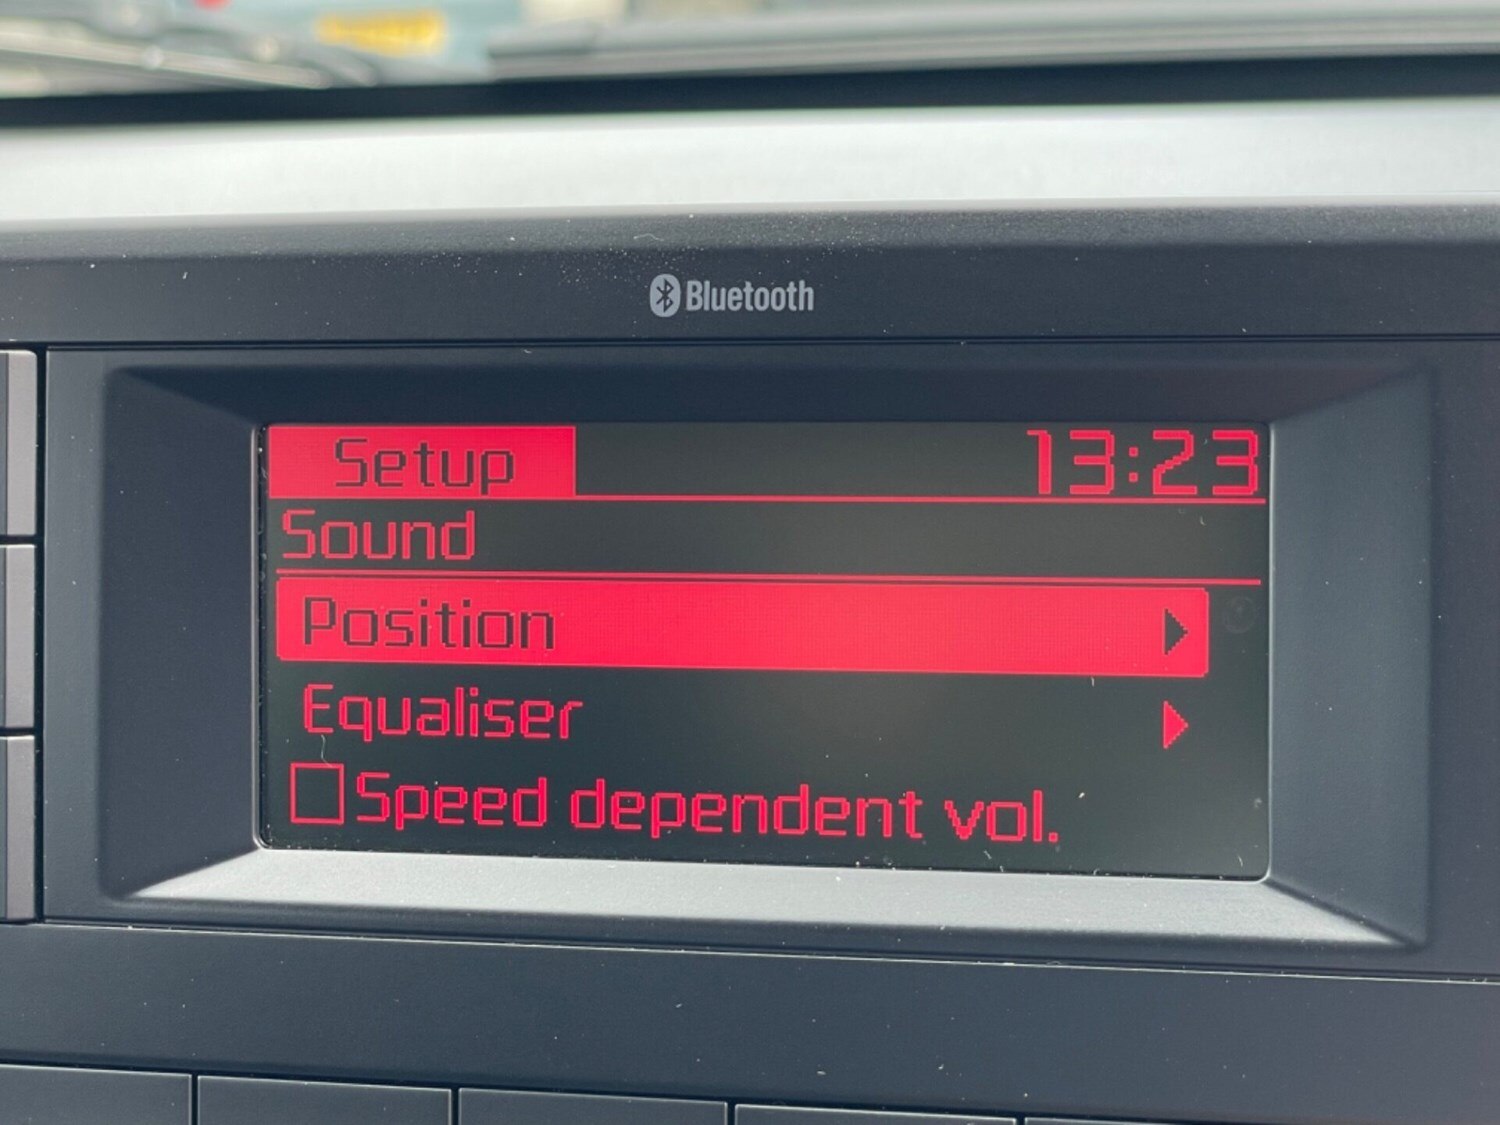 Bluetooth
Setup 13:23
Sound
Position
Equaliser
Speed dependent vol.